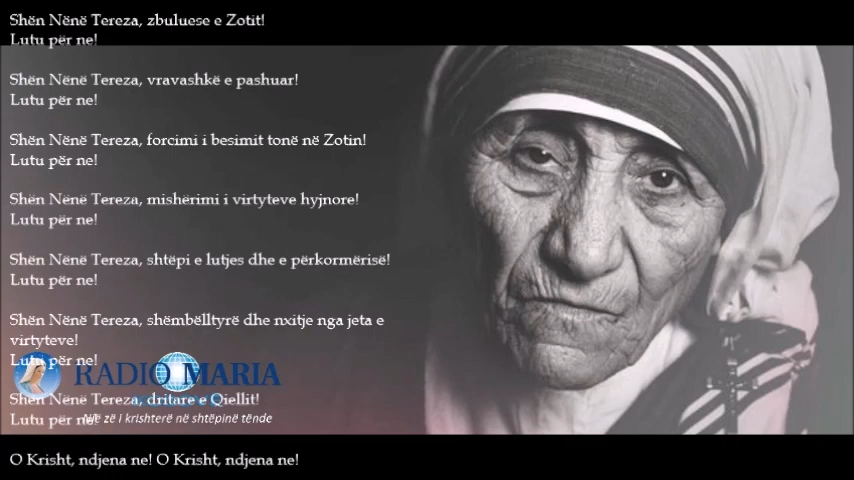 Shën Nënë Tereza, zbuluese e Zotit!
Lutu për ne!
Shën Nënë Tereza, vravashkë e pashuar!
Lutu për ne!
Shën Nënë Tereza, forcimi i besimit tonë në Zotin!
Lutu për ne!
Shën Nënë Tereza, mishërimi i virtyteve hyjnore!
Lutu për ne!
Shën Nënë Tereza, shtëpi e lutjes dhe e përkormërisë!
Lutu për ne!
Shën Nënë Tereza, shëmbëlltyrë dhe nxitje nga jeta e
virtyteve!
Lutu për ne!
RADIO MARIA
Shën Nënë Tereza, dritare e Qiellit!
Lutu për ne!
Një zë i krishterë në shtëpinë tënde
O Krisht, ndjena ne! O Krisht, ndjena ne!